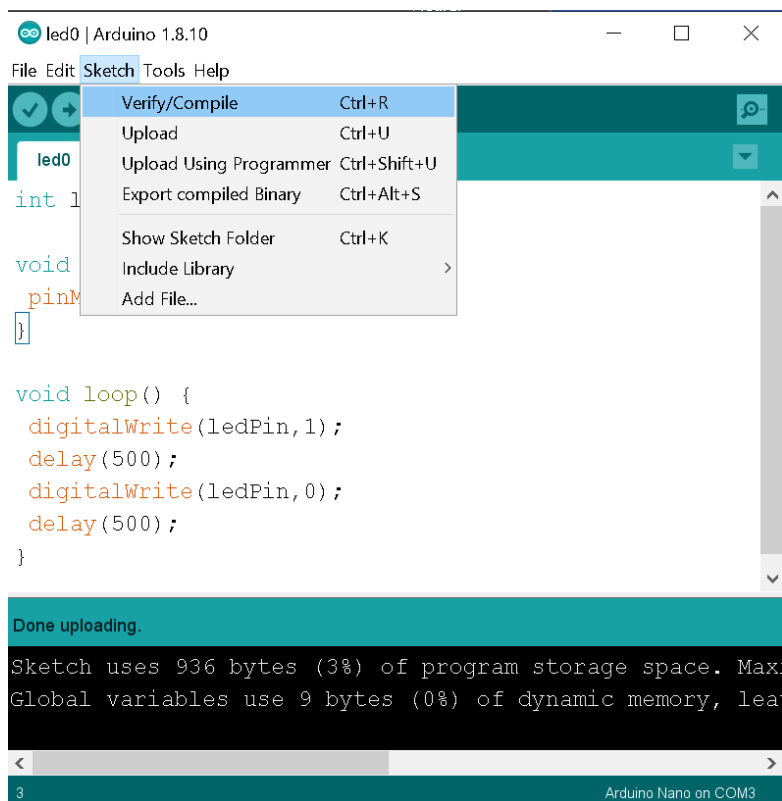 led0 | Arduino 1.8.10
File Edit Sketch Tools Help
Verify/Compile Ctrl+R
Upload Ctrl+U
Upload Using Programmer Ctrl+Shift+U
Export compiled Binary Ctrl+Alt+S
Show Sketch Folder Ctrl+K
Include Library
Add File...
led0
int l
void
pinM
}
void loop() {
digitalWrite(ledPin,1);
delay(500);
digitalWrite(ledPin,0);
delay(500);
}
Done uploading.
Sketch uses 936 bytes (3%) of program storage space. Maxi
Global variables use 9 bytes (0%) of dynamic memory, lea
3 Arduino Nano on COM3